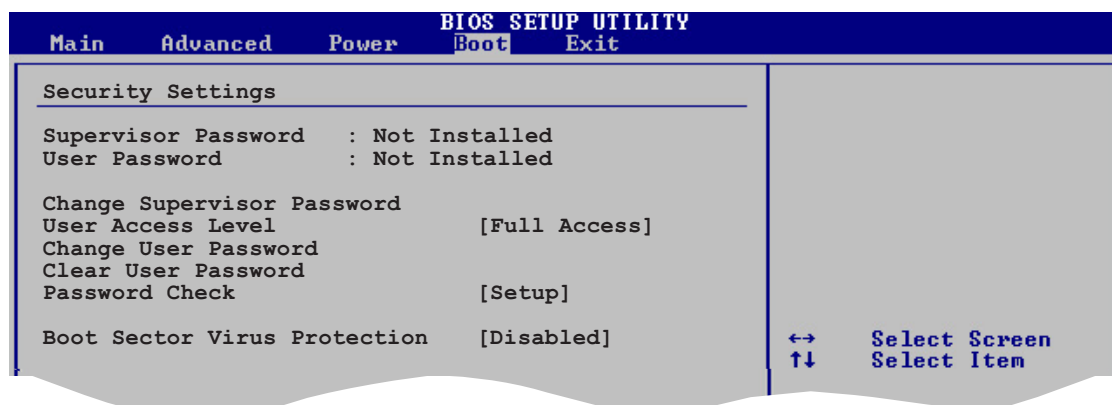 BIOS SETUP UTILITY
Main Advanced Power Boot Exit
Security Settings
Supervisor Password : Not Installed
User Password : Not Installed
Change Supervisor Password
User Access Level [Full Access]
Change User Password
Clear User Password
Password Check [Setup]
Boot Sector Virus Protection [Disabled]
←→ Select Screen
↑↓ Select Item